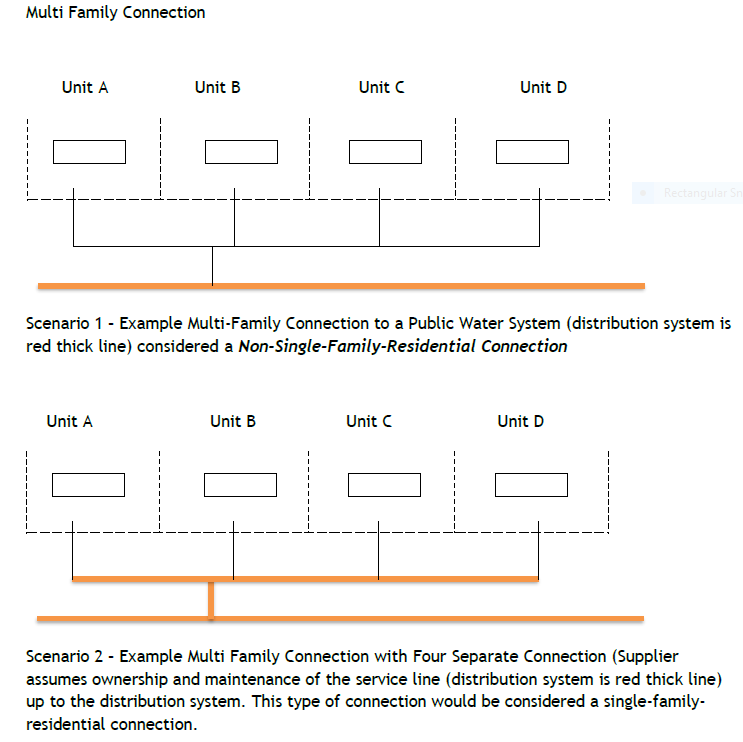 Multi Family Connection
Unit A Unit B Unit C Unit D
Rectangular Sn
Scenario 1 - Example Multi-Family Connection to a Public Water System (distribution system is
red thick line) considered a Non-Single-Family-Residential Connection
Unit A Unit B Unit C Unit D
Scenario 2 - Example Multi Family Connection with Four Separate Connection (Supplier
assumes ownership and maintenance of the service line (distribution system is red thick line)
up to the distribution system. This type of connection would be considered a single-family-
residential connection.